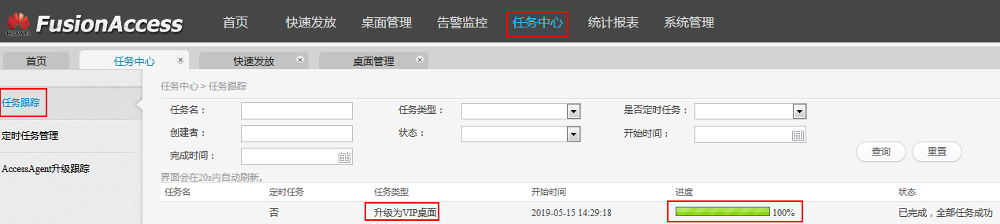 HUAWEI FusionAccess 首页 快速发放 桌面管理 告警监控 任务中心 统计报表 系统管理
首页 任务中心 快速发放 桌面管理
任务跟踪
定时任务管理
AccessAgent升级跟踪
任务中心 > 任务跟踪
任务名： 任务类型： 是否定时任务：
创建者： 状态： 开始时间：
完成时间： 查询 重置
界面会在20s内自动刷新。
任务名 定时任务 任务类型 开始时间 进度 状态
否 升级为VIP桌面 2019-05-15 14:29:18 100% 已完成，全部任务成功